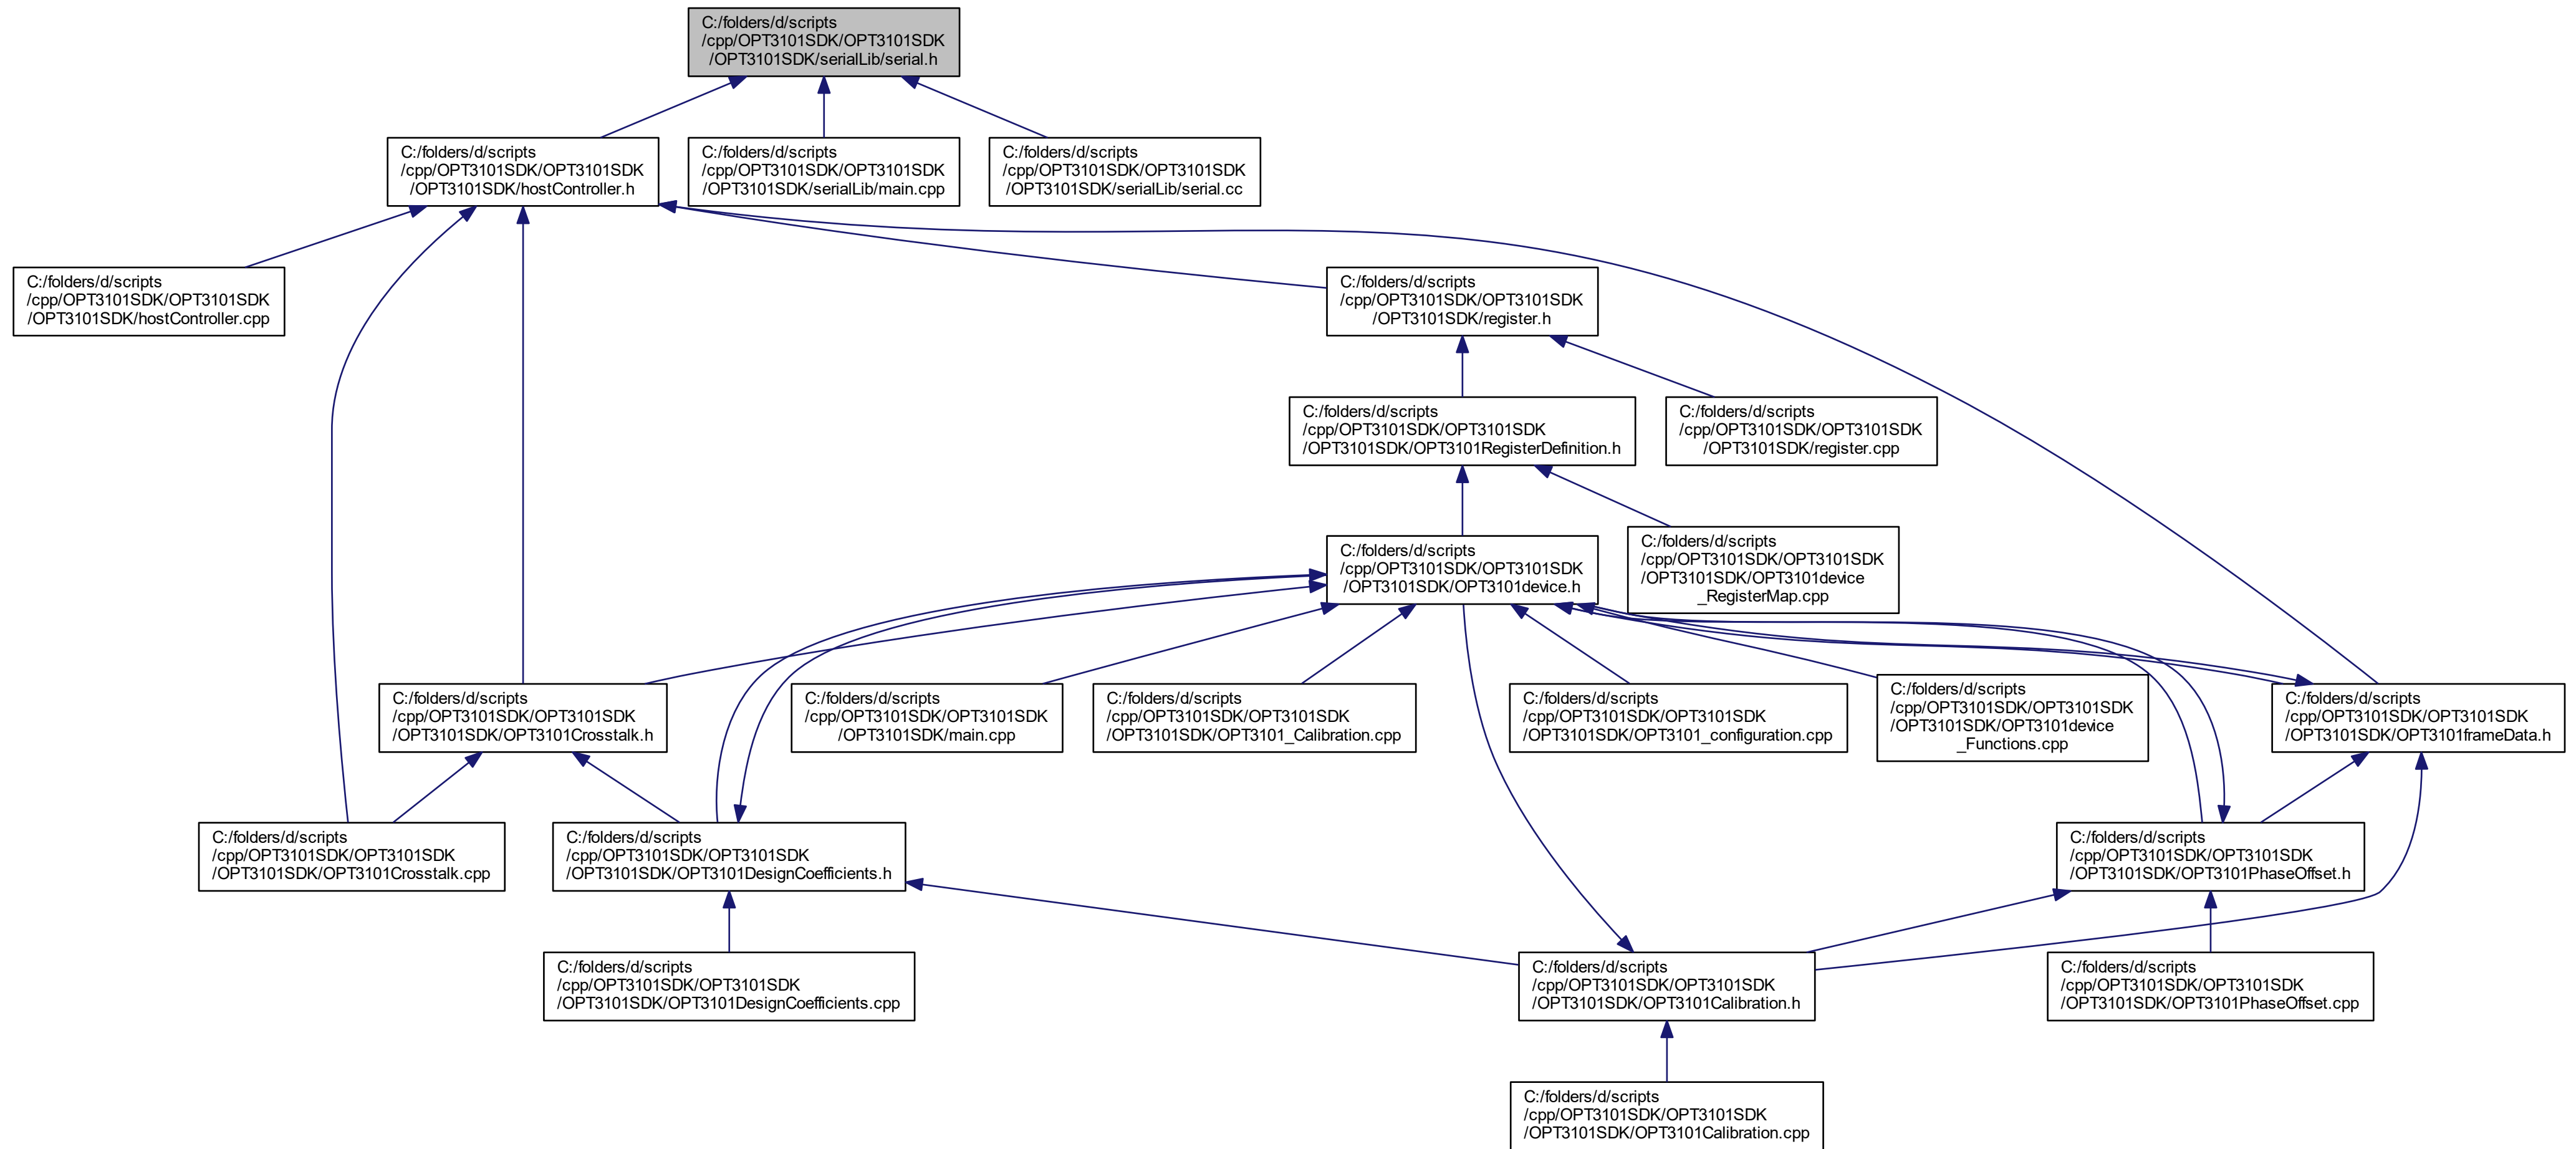 C:/folders/d/scripts
/cpp/OPT3101SDK/OPT3101SDK
/OPT3101SDK/serialLib/serial.h
C:/folders/d/scripts
/cpp/OPT3101SDK/OPT3101SDK
/OPT3101SDK/hostController.h
C:/folders/d/scripts
/cpp/OPT3101SDK/OPT3101SDK
/OPT3101SDK/serialLib/main.cpp
C:/folders/d/scripts
/cpp/OPT3101SDK/OPT3101SDK
/OPT3101SDK/serialLib/serial.cc
C:/folders/d/scripts
/cpp/OPT3101SDK/OPT3101SDK
/OPT3101SDK/hostController.cpp
C:/folders/d/scripts
/cpp/OPT3101SDK/OPT3101SDK
/OPT3101SDK/register.h
C:/folders/d/scripts
/cpp/OPT3101SDK/OPT3101SDK
/OPT3101SDK/OPT3101RegisterDefinition.h
C:/folders/d/scripts
/cpp/OPT3101SDK/OPT3101SDK
/OPT3101SDK/register.cpp
C:/folders/d/scripts
/cpp/OPT3101SDK/OPT3101SDK
/OPT3101SDK/OPT3101device.h
C:/folders/d/scripts
/cpp/OPT3101SDK/OPT3101SDK
/OPT3101SDK/OPT3101device
_RegisterMap.cpp
C:/folders/d/scripts
/cpp/OPT3101SDK/OPT3101SDK
/OPT3101SDK/OPT3101Crosstalk.h
C:/folders/d/scripts
/cpp/OPT3101SDK/OPT3101SDK
/OPT3101SDK/main.cpp
C:/folders/d/scripts
/cpp/OPT3101SDK/OPT3101SDK
/OPT3101SDK/OPT3101_Calibration.cpp
C:/folders/d/scripts
/cpp/OPT3101SDK/OPT3101SDK
/OPT3101SDK/OPT3101_configuration.cpp
C:/folders/d/scripts
/cpp/OPT3101SDK/OPT3101SDK
/OPT3101SDK/OPT3101device
_Functions.cpp
C:/folders/d/scripts
/cpp/OPT3101SDK/OPT3101SDK
/OPT3101SDK/OPT3101frameData.h
C:/folders/d/scripts
/cpp/OPT3101SDK/OPT3101SDK
/OPT3101SDK/OPT3101Crosstalk.cpp
C:/folders/d/scripts
/cpp/OPT3101SDK/OPT3101SDK
/OPT3101SDK/OPT3101DesignCoefficients.h
C:/folders/d/scripts
/cpp/OPT3101SDK/OPT3101SDK
/OPT3101SDK/OPT3101PhaseOffset.h
C:/folders/d/scripts
/cpp/OPT3101SDK/OPT3101SDK
/OPT3101SDK/OPT3101DesignCoefficients.cpp
C:/folders/d/scripts
/cpp/OPT3101SDK/OPT3101SDK
/OPT3101SDK/OPT3101Calibration.h
C:/folders/d/scripts
/cpp/OPT3101SDK/OPT3101SDK
/OPT3101SDK/OPT3101PhaseOffset.cpp
C:/folders/d/scripts
/cpp/OPT3101SDK/OPT3101SDK
/OPT3101SDK/OPT3101Calibration.cpp